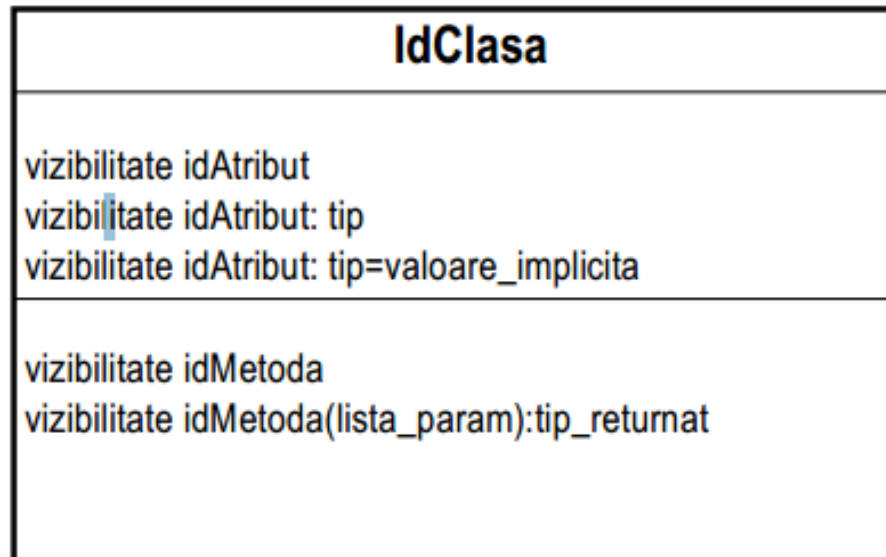 IdClasa
vizibilitate idAtribut
vizibilitate idAtribut: tip
vizibilitate idAtribut: tip=valoare_implicita
vizibilitate idMetoda
vizibilitate idMetoda(lista_param):tip_returnat